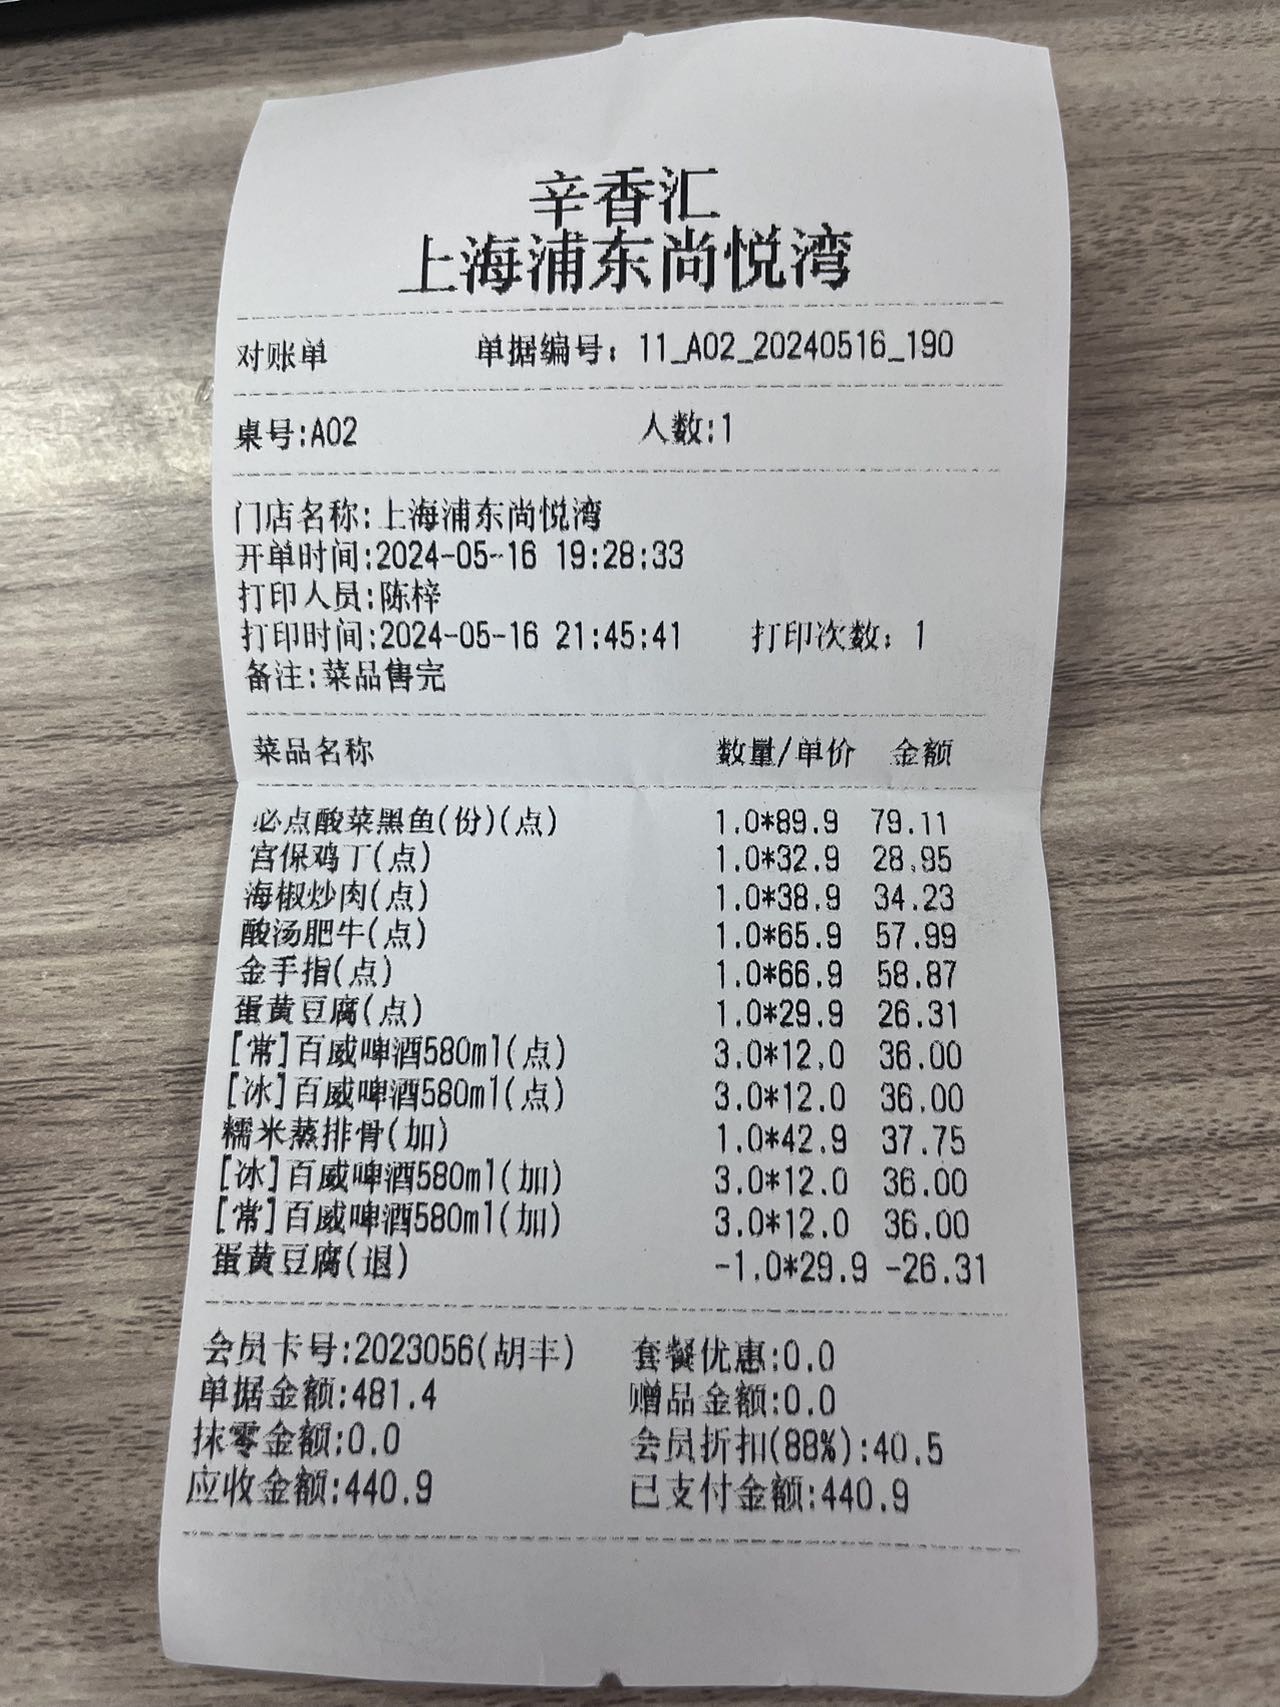 辛香汇
上海浦东尚悦湾
对账单 单据编号：11_A02_20240516_190
桌号:A02 人数:1
门店名称:上海浦东尚悦湾
开单时间:2024-05-16 19:28:33
打印人员:陈梓
打印时间:2024-05-16 21:45:41 打印次数：1
备注:菜品售完
菜品名称 数量/单价 金额
必点酸菜黑鱼(份)(点) 1.0*89.9 79.11
宫保鸡丁(点) 1.0*32.9 28.95
海椒炒肉(点) 1.0*38.9 34.23
酸汤肥牛(点) 1.0*65.9 57.99
金手指(点) 1.0*66.9 58.87
蛋黄豆腐(点) 1.0*29.9 26.31
[常]百威啤酒580ml(点) 3.0*12.0 36.00
[冰]百威啤酒580ml(点) 3.0*12.0 36.00
糯米蒸排骨(加) 1.0*42.9 37.75
[冰]百威啤酒580ml(加) 3.0*12.0 36.00
[常]百威啤酒580ml(加) 3.0*12.0 36.00
蛋黄豆腐(退) -1.0*29.9 -26.31
会员卡号:2023056(胡丰) 套餐优惠:0.0
单据金额:481.4 赠品金额:0.0
抹零金额:0.0 会员折扣(88%):40.5
应收金额:440.9 已支付金额:440.9